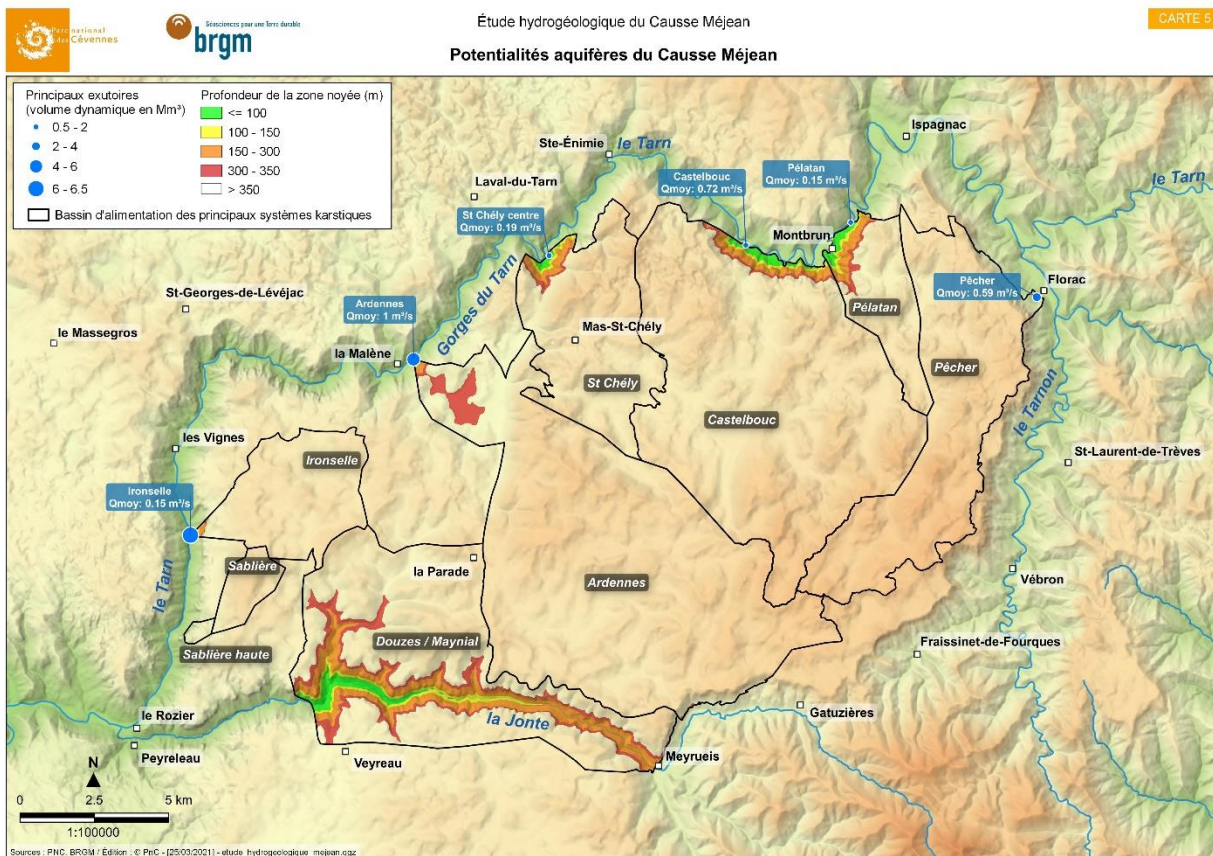 Parc national
des Cévennes
Géosciences pour une Terre durable
brgm
Étude hydrogéologique du Causse Méjean
Potentialités aquifères du Causse Méjean
CARTE 5
Principaux exutoires
(volume dynamique en Mm³)
0.5 - 2
2 - 4
4 - 6
6 - 6.5
Profondeur de la zone noyée (m)
<= 100
100 - 150
150 - 300
300 - 350
> 350
Bassin d'alimentation des principaux systèmes karstiques
Ispagnac
Ste-Énimie
le Tarn
Castelbouc
Qmoy: 0.72 m³/s
Pélatan
Qmoy: 0.15 m³/s
le Tarn
Laval-du-Tarn
St Chély centre
Qmoy: 0.19 m³/s
Montbrun
Gorges du Tarn
Pêcher
Qmoy: 0.59 m³/s
Florac
St-Georges-de-Lévéjac
Ardennes
Qmoy: 1 m³/s
Pélatan
le Massegros
la Malène
Mas-St-Chély
St Chély
Pêcher
Castelbouc
le Tarnon
les Vignes
Ironselle
St-Laurent-de-Trèves
Ironselle
Qmoy: 0.15 m³/s
Sablière
la Parade
Ardennes
Vébron
le Tarn
Douzes / Maynial
Sablière haute
Fraissinet-de-Fourques
la Jonte
le Rozier
Gatuzières
Peyreleau
Veyreau
Meyrueis
N
0 2.5 5 km
1:100000
Sources : PNC, BRGM / Édition : © PnC - [25/03/2021] - etude_hydrogeologique_mejean.qgz